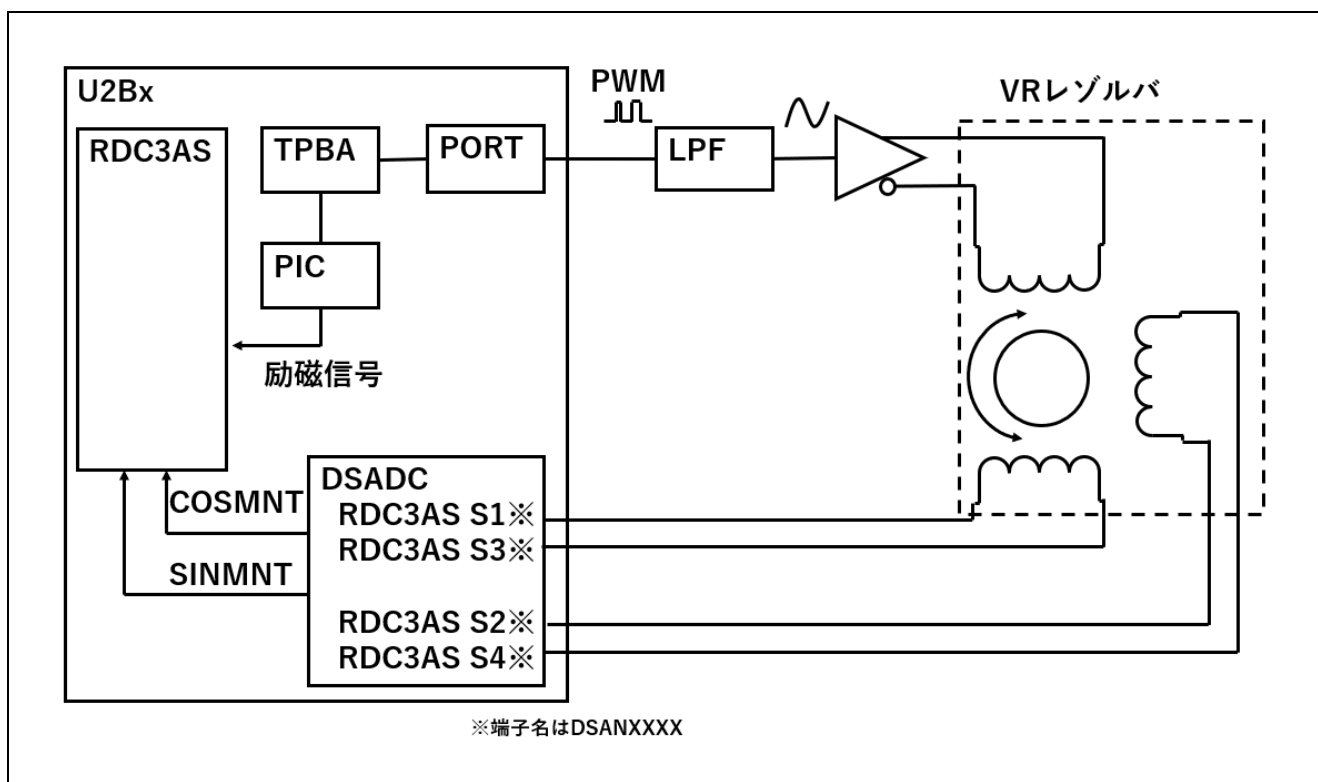 U2Bx
RDC3AS
TPBA
PORT
PWM
LPF
VRレゾルバ
PIC
励磁信号
DSADC
RDC3AS S1※
RDC3AS S3※
RDC3AS S2※
RDC3AS S4※
COSMNT
SINMNT
※端子名はDSANXXXX